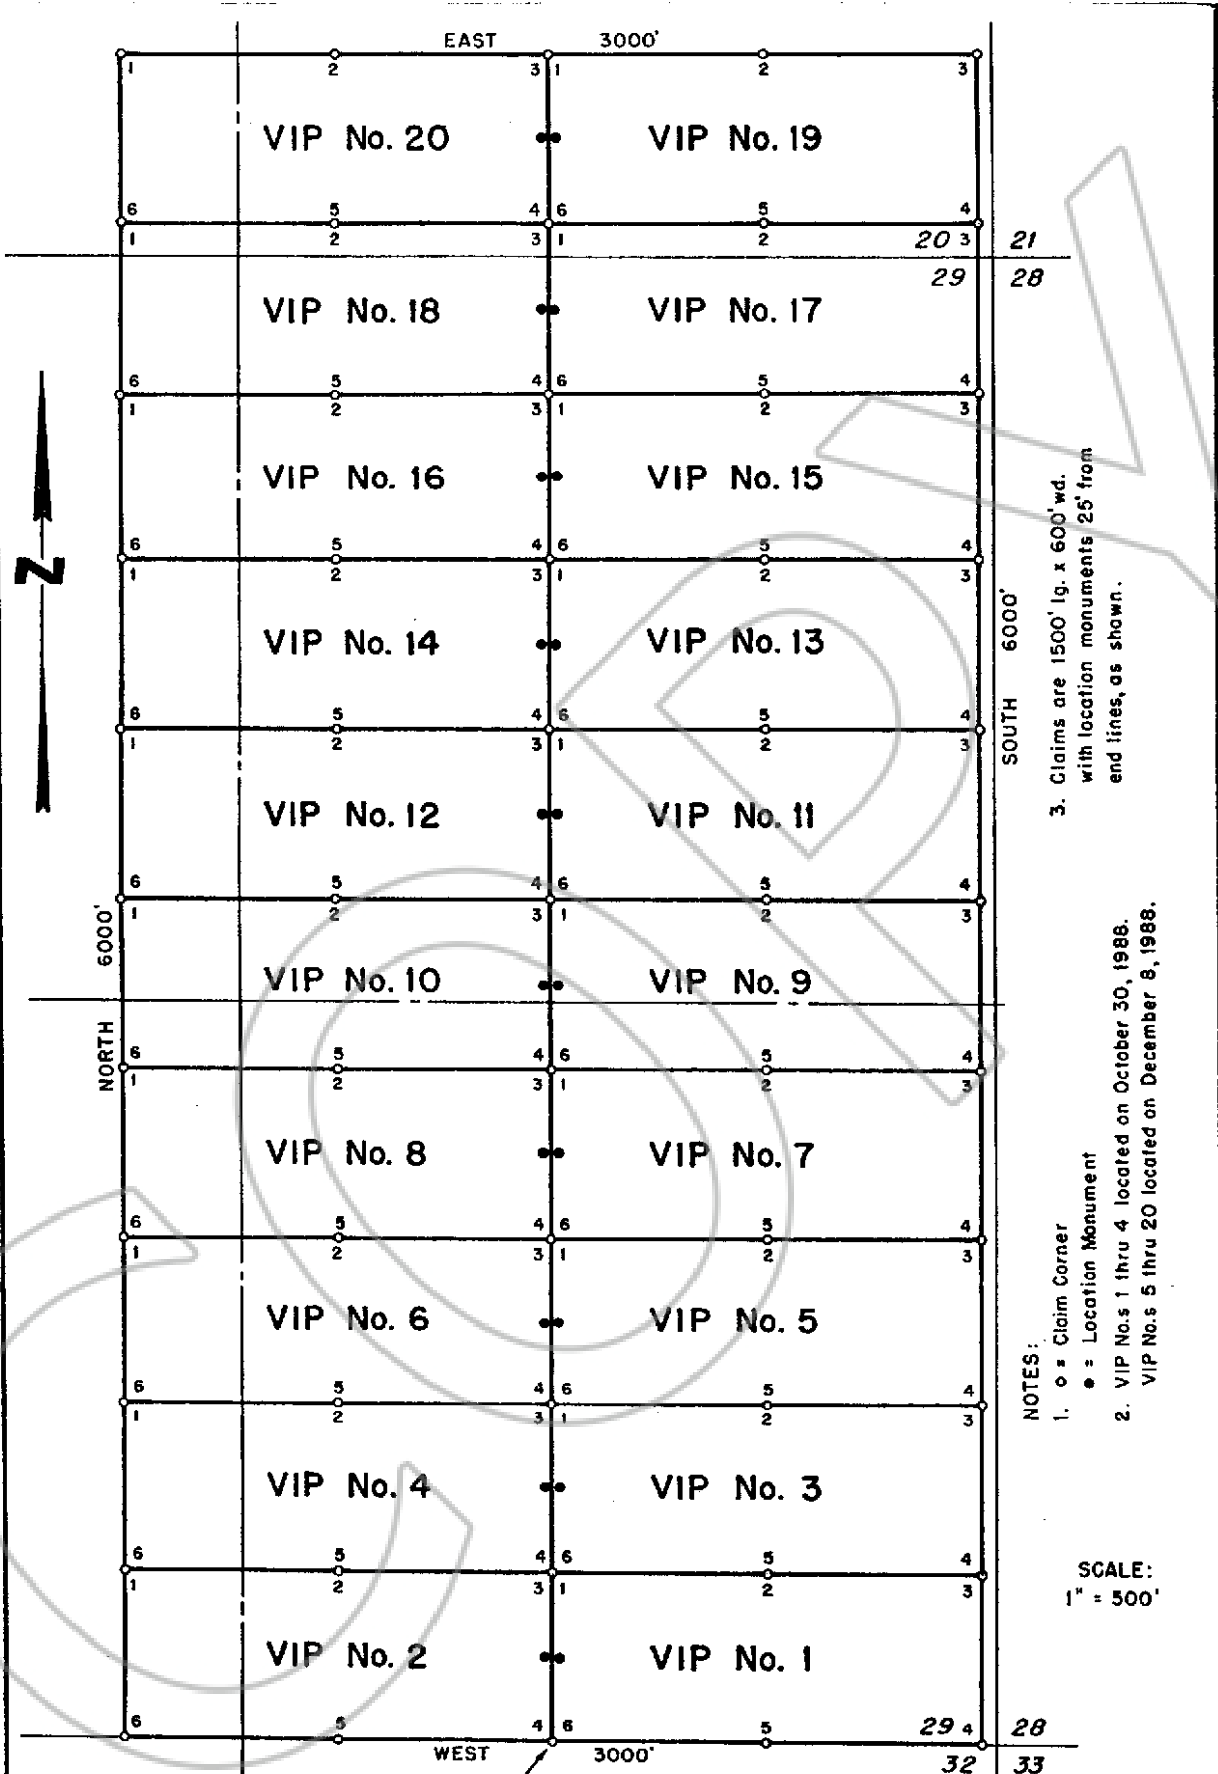 EAST 3000'
1 2 3 1 2 3
VIP No. 20 VIP No. 19
6 5 4 6 5 4
1 2 3 1 2 20 3 21
29 28
VIP No. 18 VIP No. 17
6 5 4 6 5 4
1 2 3 1 2 3
VIP No. 16 VIP No. 15
6 5 4 6 5 4
1 2 3 1 2 3
N
VIP No. 14 VIP No. 13
6 5 4 6 5 4
1 2 3 1 2 3
VIP No. 12 VIP No. 11
6 5 4 6 5 4
1 2 3 1 2 3
VIP No. 10 VIP No. 9
6 5 4 6 5 4
1 2 3 1 2 3
VIP No. 8 VIP No. 7
6 5 4 6 5 4
1 2 3 1 2 3
VIP No. 6 VIP No. 5
6 5 4 6 5 4
1 2 3 1 2 3
VIP No. 4 VIP No. 3
6 5 4 6 5 4
1 2 3 1 2 3
VIP No. 2 VIP No. 1
6 5 4 6 5 29 4 28
WEST 3000' 32 33
NORTH 6000'
SOUTH 6000'
NOTES:
1. o = Claim Corner
● = Location Monument
2. VIP No.s 1 thru 4 located on October 30, 1988.
VIP No.s 5 thru 20 located on December 8, 1988.
3. Claims are 1500' lg. x 600' wd.
with location monuments 25' from
end lines, as shown.
SCALE:
1" = 500'
COPY